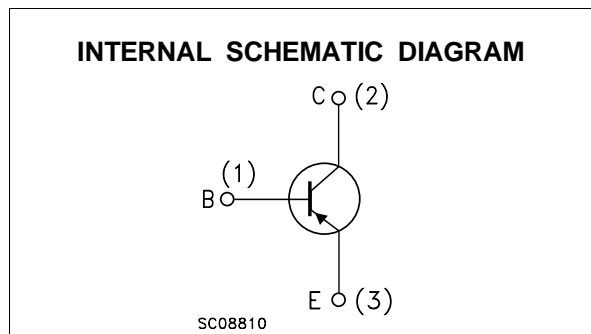 INTERNAL SCHEMATIC DIAGRAM
C (2)
(1)
B
E (3)
SC08810